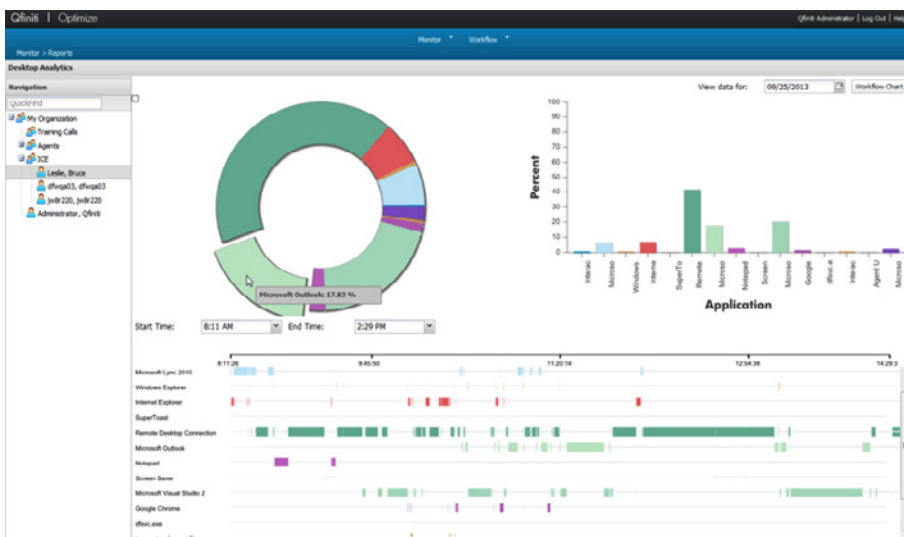 Qfiniti | Optimize
Qfiniti Administrator | Log Out | Help
Monitor Workflow
Monitor > Reports
Desktop Analytics
Navigation
QuickFind
My Organization
Training Calls
Agents
ICE
Leslie, Bruce
dfwqa03, dfwqa03
jw8r220, jw8r220
Administrator, Qfiniti
View data for: 09/25/2013 Workflow Chart
Microsoft Outlook: 17.83 %
Percent
100
90
80
70
60
50
40
30
20
10
0
Interac
Microso
Windows
Interne
SuperTo
Remote
Microso
Notepad
Screen
Microso
Google
dfsvc.e
Interac
Agent U
Microso
Application
Start Time: 8:11 AM End Time: 2:29 PM
8:11:26 9:45:50 11:20:14 12:54:38 14:29:3
Microsoft Lync 2010
Windows Explorer
Internet Explorer
SuperToast
Remote Desktop Connection
Microsoft Outlook
Notepad
Screen Saver
Microsoft Visual Studio 2
Google Chrome
dfsvc.exe